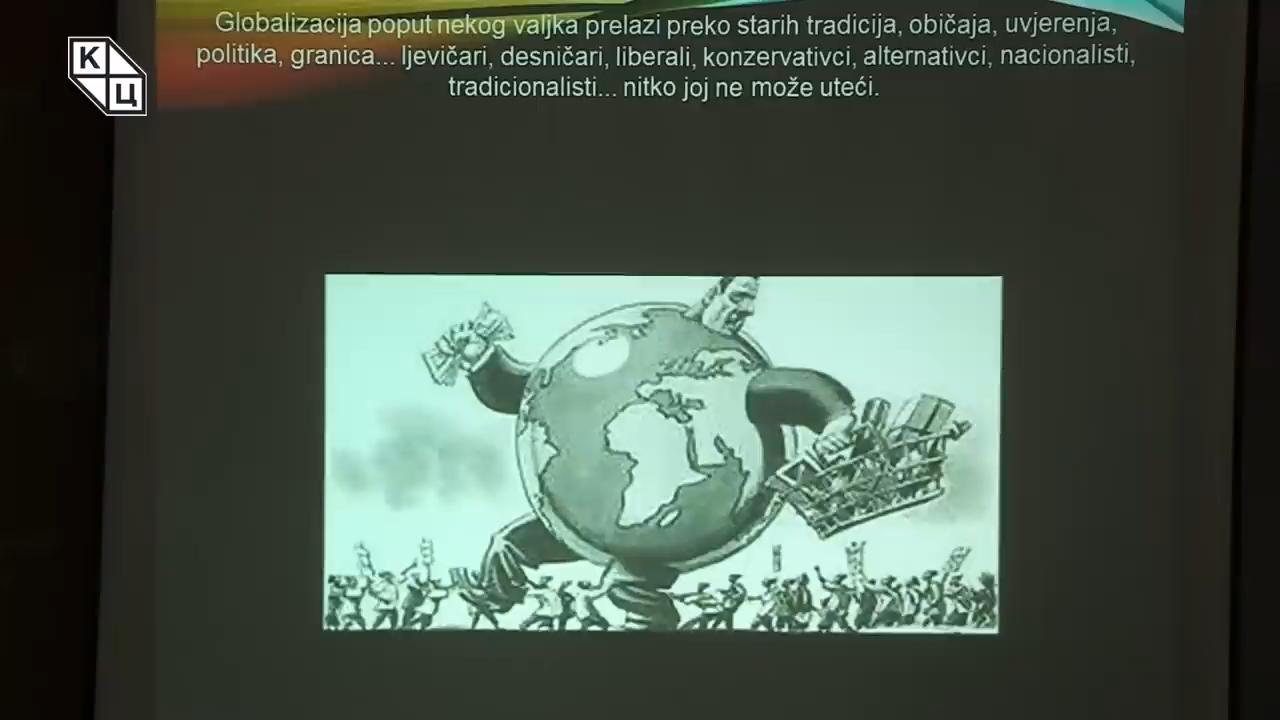 Globalizacija poput nekog valjka prelazi preko starih tradicija, običaja, uvjerenja,
politika, granica... ljevičari, desničari, liberali, konzervativci, alternativci, nacionalisti,
tradicionalisti... nitko joj ne može uteći.
К
Ц